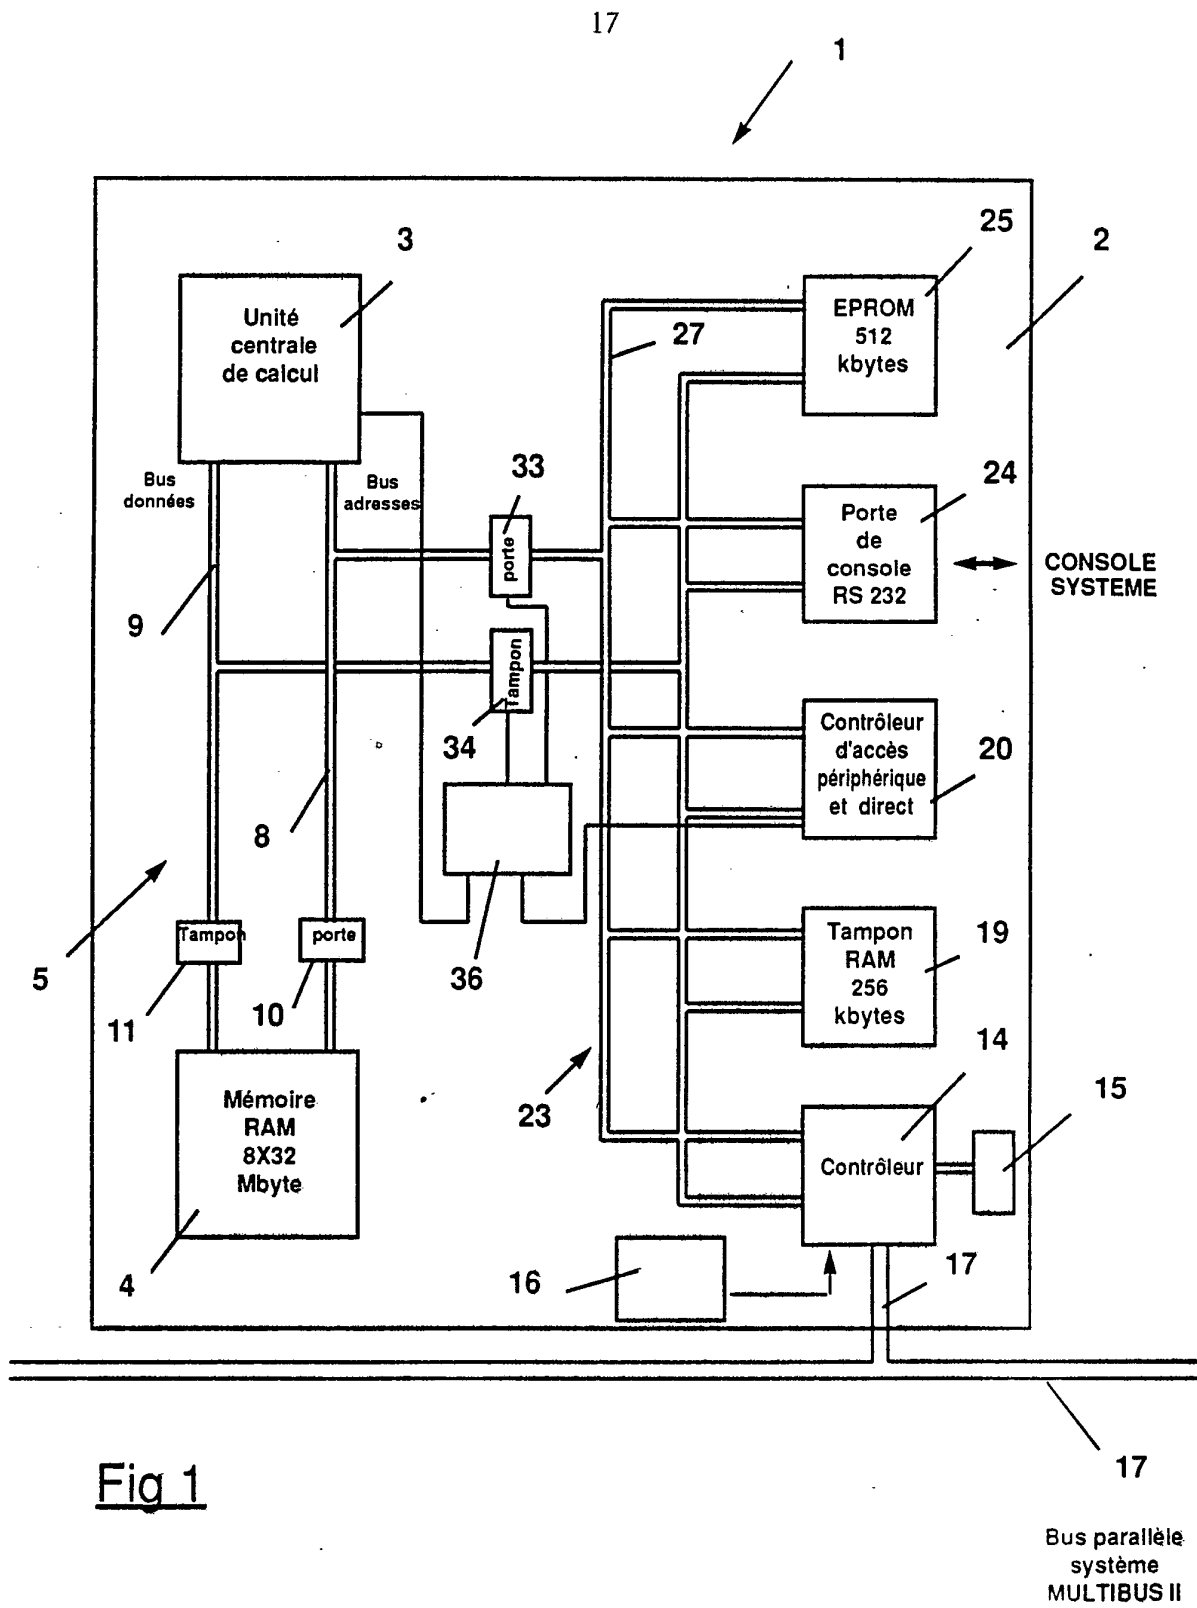 17
1
2
3
Unité
centrale
de calcul
25
EPROM
512
kbytes
27
Bus
données
Bus
adresses
33
porte
24
Porte
de
console
RS 232
CONSOLE
SYSTEME
9
Tampon
34
8
Contrôleur
d'accès
périphérique
et direct
20
36
5
Tampon
11
porte
10
Tampon
RAM
256
kbytes
19
23
14
15
Mémoire
RAM
8X32
Mbyte
4
Contrôleur
16
17
17
Fig 1
Bus parallèle
système
MULTIBUS II